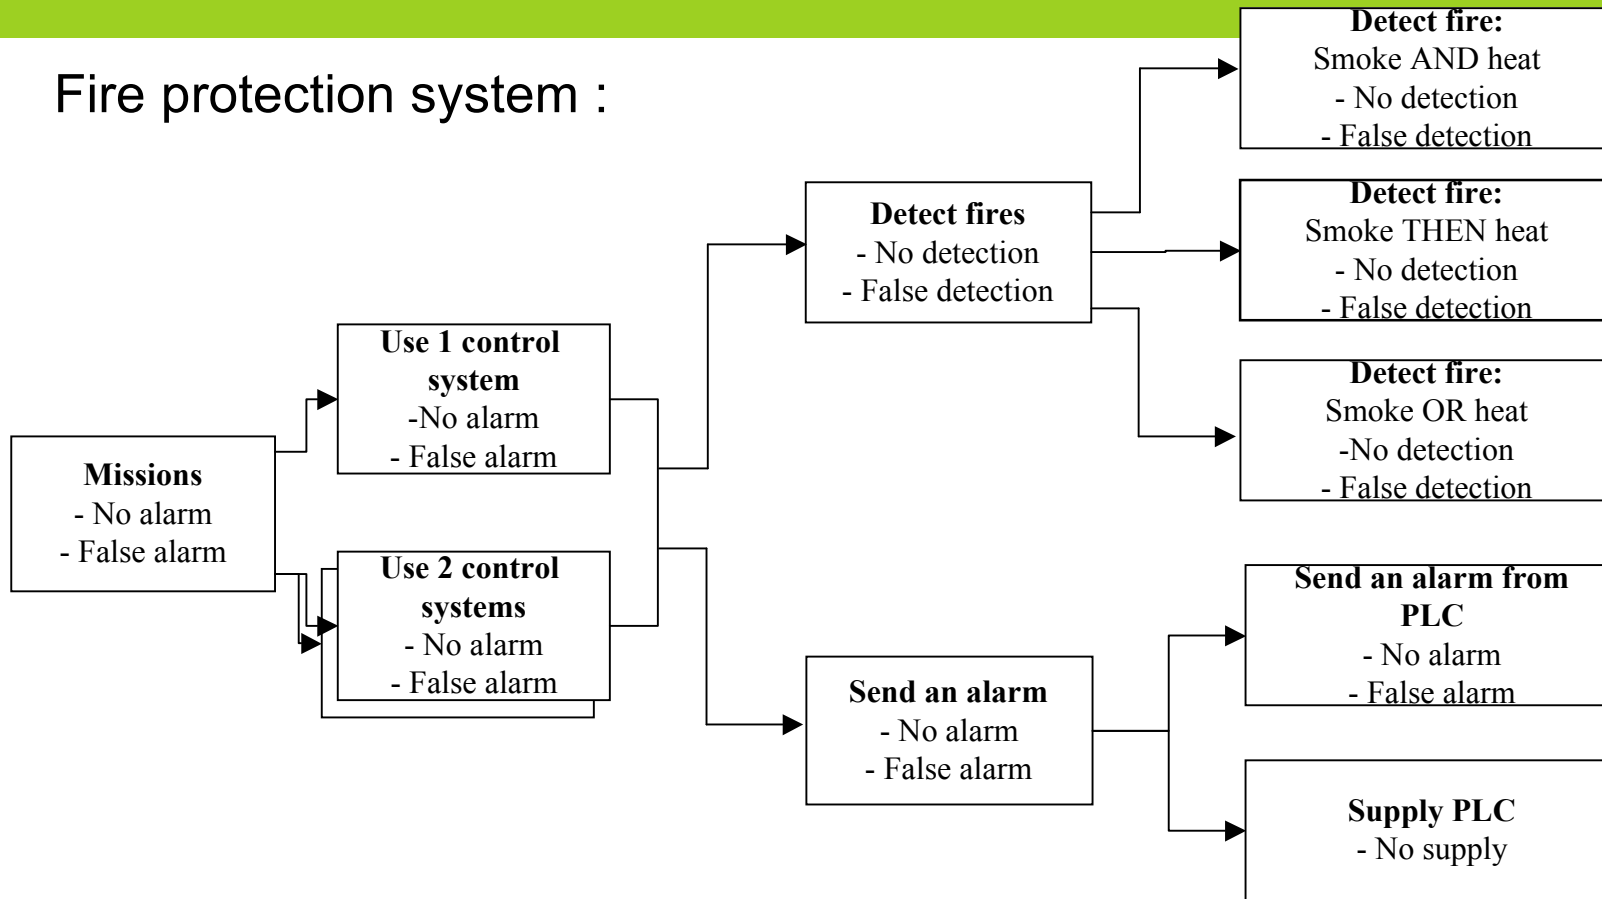 Fire protection system :
Missions
- No alarm
- False alarm
Use 1 control
system
-No alarm
- False alarm
Use 2 control
systems
- No alarm
- False alarm
Detect fires
- No detection
- False detection
Send an alarm
- No alarm
- False alarm
Detect fire:
Smoke AND heat
- No detection
- False detection
Detect fire:
Smoke THEN heat
- No detection
- False detection
Detect fire:
Smoke OR heat
-No detection
- False detection
Send an alarm from
PLC
- No alarm
- False alarm
Supply PLC
- No supply